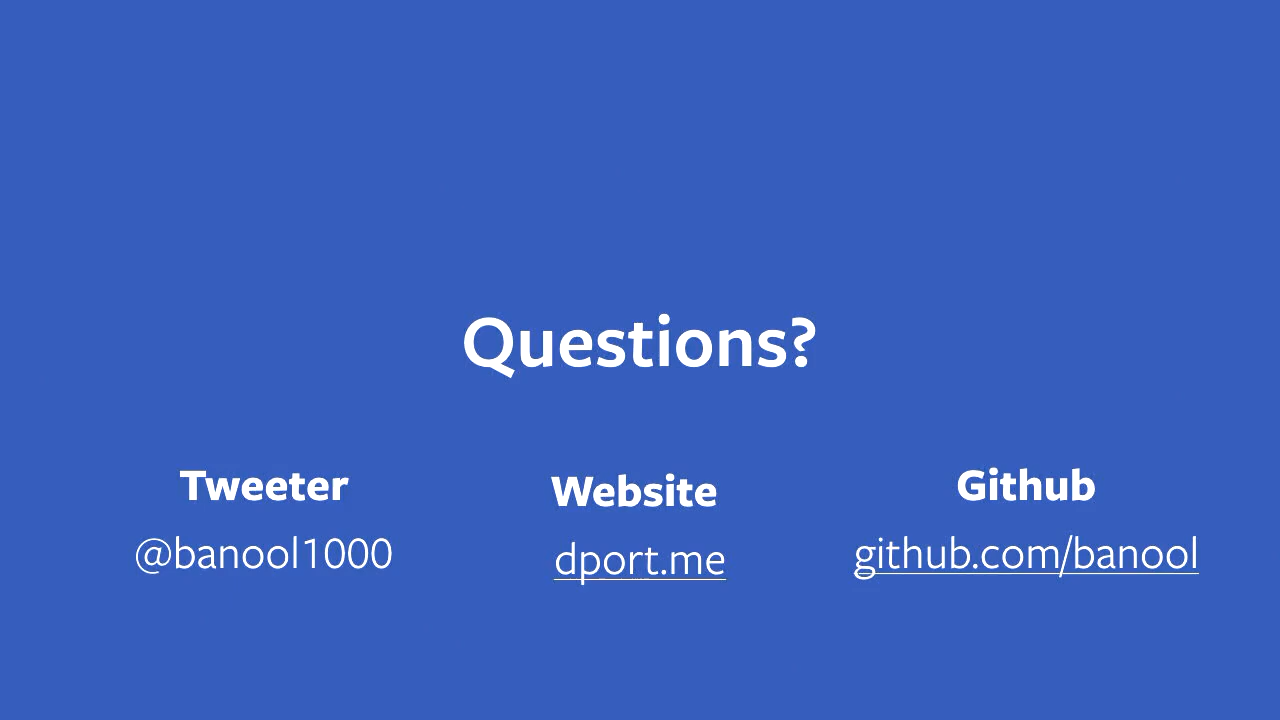 Questions?
Tweeter
@banool1000
Website
dport.me
Github
github.com/banool